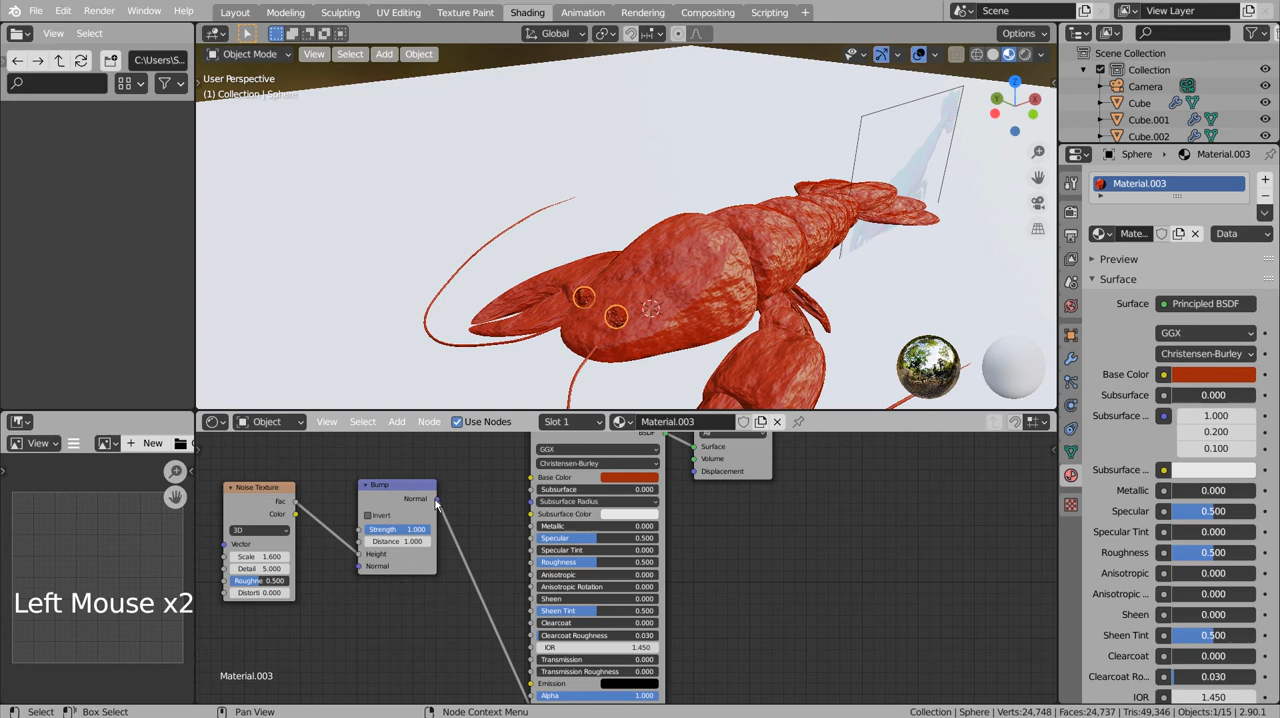 File Edit Render Window Help Layout Modeling Sculpting UV Editing Texture Paint Shading Animation Rendering Compositing Scripting + Scene View Layer
View Select Global Options
C:\Users\S... Object Mode View Select Add Object
User Perspective
(1) Collection | Sphere
Z
Y
X
Scene Collection
Collection
Camera
Cube
Cube.001
Cube.002
Sphere > Material.003
Material.003
Mate... Data
Preview
Surface
Surface Principled BSDF
GGX
Christensen-Burley
Base Color
Subsurface 0.000
Subsurface ... 1.000
0.200
0.100
Subsurface ...
Metallic 0.000
Specular 0.500
Specular Tint 0.000
Roughness 0.500
Anisotropic 0.000
Anisotropic ... 0.000
Sheen 0.000
Sheen Tint 0.500
Clearcoat 0.000
Clearcoat Ro... 0.030
IOR 1.450
Object View Select Add Node Use Nodes Slot 1 Material.003
View + New
Noise Texture
Fac
Color
3D
Vector
Scale 1.600
Detail 5.000
Roughne 0.500
Distorti 0.000
Bump
Normal
Invert
Strength 1.000
Distance 1.000
Height
Normal
GGX
Christensen-Burley
Base Color
Subsurface 0.000
Subsurface Radius
Subsurface Color
Metallic 0.000
Specular 0.500
Specular Tint 0.000
Roughness 0.500
Anisotropic 0.000
Anisotropic Rotation 0.000
Sheen 0.000
Sheen Tint 0.500
Clearcoat 0.000
Clearcoat Roughness 0.030
IOR 1.450
Transmission 0.000
Transmission Roughness 0.000
Emission
Alpha 1.000
Surface
Volume
Displacement
Left Mouse x2
Material.003
Select Box Select Pan View Node Context Menu Collection | Sphere | Verts:24,748 | Faces:24,737 | Tris:49,346 | Objects:1/15 | 2.90.1